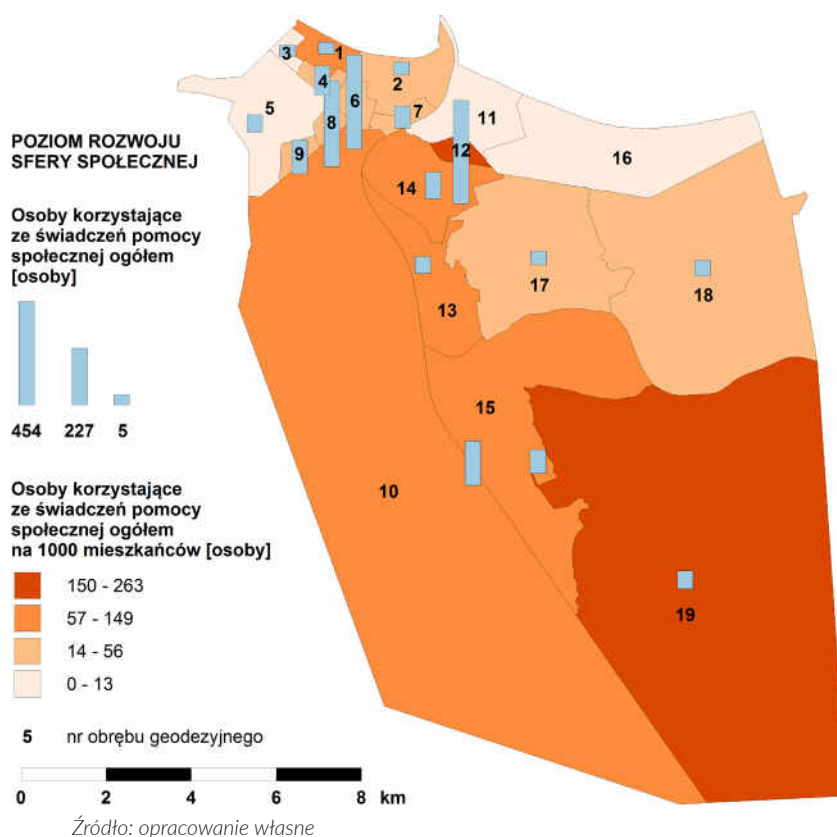 POZIOM ROZWOJU
SFERY SPOŁECZNEJ
Osoby korzystające
ze świadczeń pomocy
społecznej ogółem
[osoby]
454 227 5
Osoby korzystające
ze świadczeń pomocy
społecznej ogółem
na 1000 mieszkańców [osoby]
150 - 263
57 - 149
14 - 56
0 - 13
5 nr obrębu geodezyjnego
0 2 4 6 8 km
Źródło: opracowanie własne
3
1
2
4
5
6
7
8
9
11
12
16
14
13
17
18
15
10
19